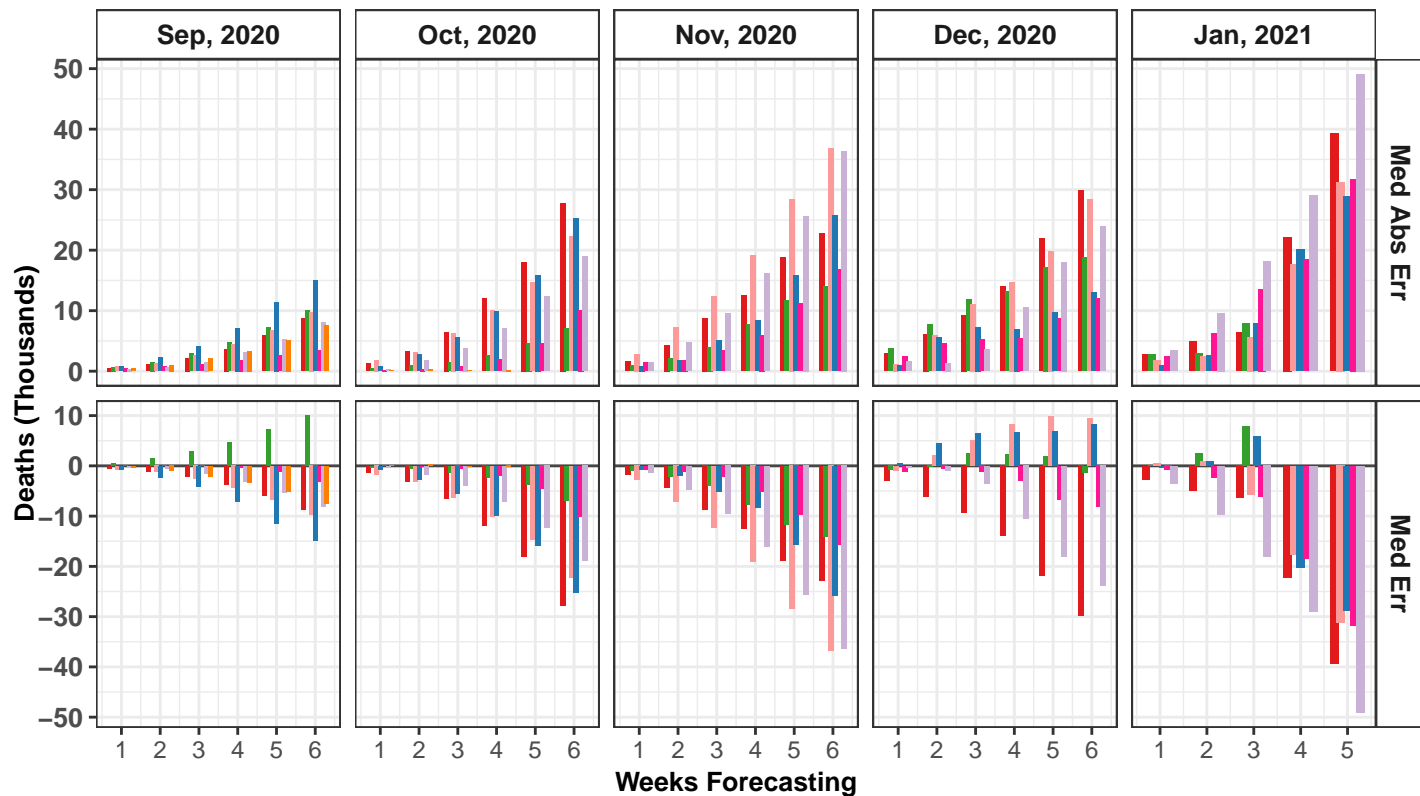 Sep, 2020
Oct, 2020
Nov, 2020
Dec, 2020
Jan, 2021
50
40
30
20
10
0
Med Abs Err
10
0
−10
−20
−30
−40
−50
Med Err
Deaths (Thousands)
1 2 3 4 5 6
1 2 3 4 5 6
1 2 3 4 5 6
1 2 3 4 5 6
1 2 3 4 5
Weeks Forecasting